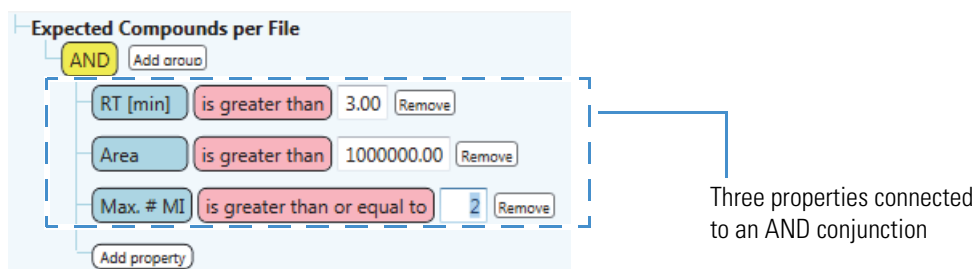 Expected Compounds per File
AND Add group
RT [min] is greater than 3.00 Remove
Area is greater than 1000000.00 Remove
Max. # MI is greater than or equal to 2 Remove
Add property
Three properties connected
to an AND conjunction